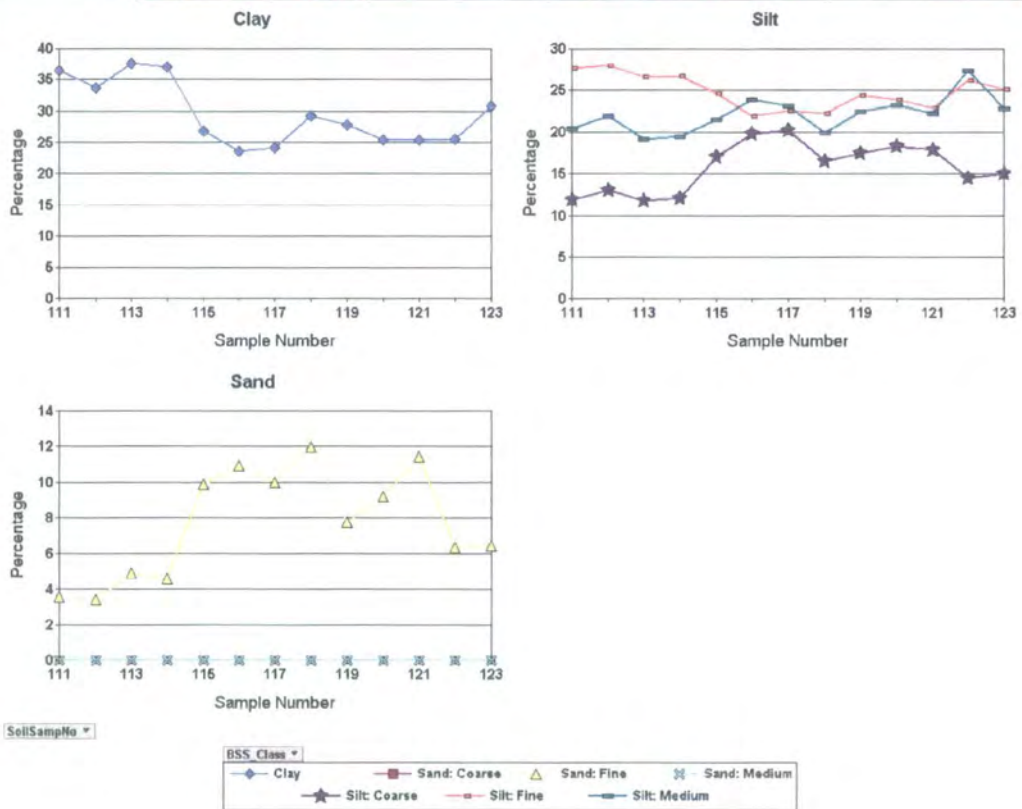 Clay
40
35
30
25
20
15
10
5
0
Percentage
111 113 115 117 119 121 123
Sample Number
Silt
30
25
20
15
10
5
0
Percentage
111 113 115 117 119 121 123
Sample Number
Sand
14
12
10
8
6
4
2
0
Percentage
111 113 115 117 119 121 123
Sample Number
SoilSampNo
BSS_Class
Clay Sand: Coarse Sand: Fine Sand: Medium
Silt: Coarse Silt: Fine Silt: Medium